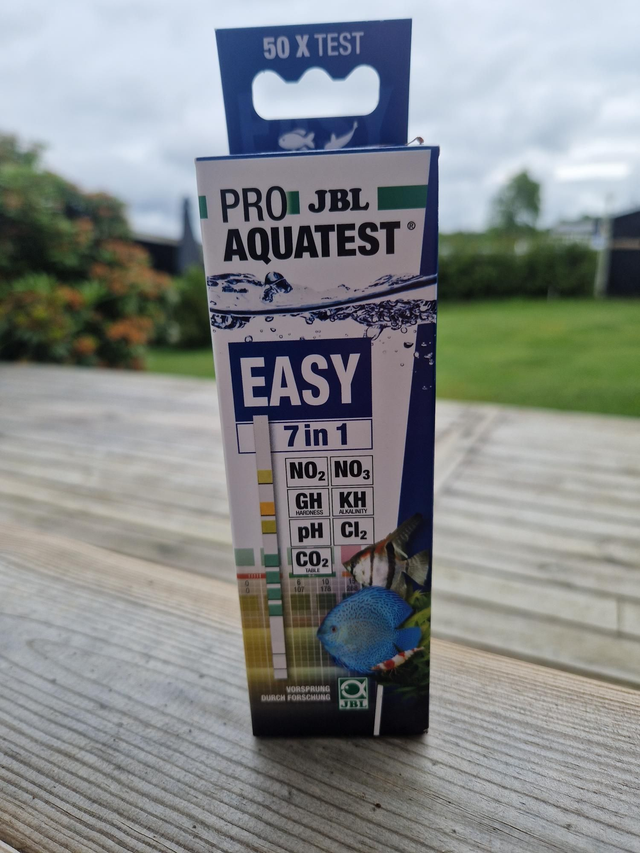 50 X TEST
PRO JBL
AQUATEST®
EASY
7 in 1
NO₂ NO₃
GH KH
HARDNESS ALKALINITY
pH Cl₂
CO₂
TABLE
VORSPRUNG
DURCH FORSCHUNG
JBL